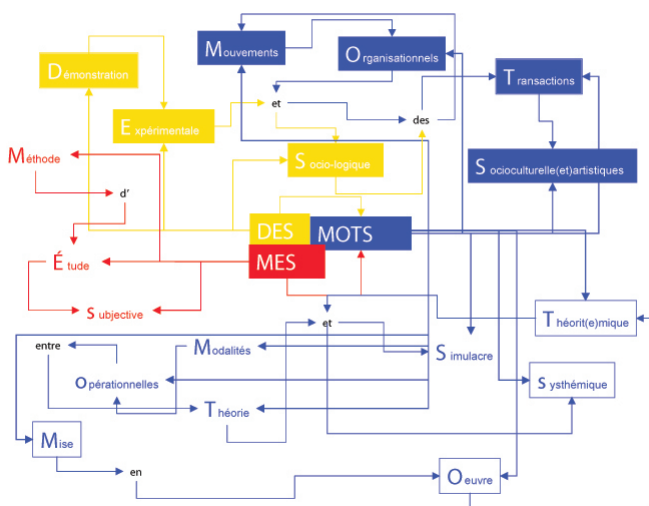 Mouvements
Organisationnels
Démonstration
Transactions
et
des
Expérimentale
Méthode
Socio-logique
Socioculturelle(et)artistiques
d'
DES
MOTS
MES
Étude
Subjective
Théorit(e)mique
et
entre
Modalités
Simulacre
Opérationnelles
Systhémique
Théorie
Mise
en
Oeuvre